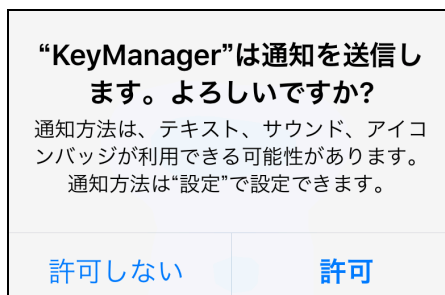 “KeyManager”は通知を送信し
ます。よろしいですか?
通知方法は、テキスト、サウンド、アイコ
ンバッジが利用できる可能性があります。
通知方法は“設定”で設定できます。
許可しない
許可